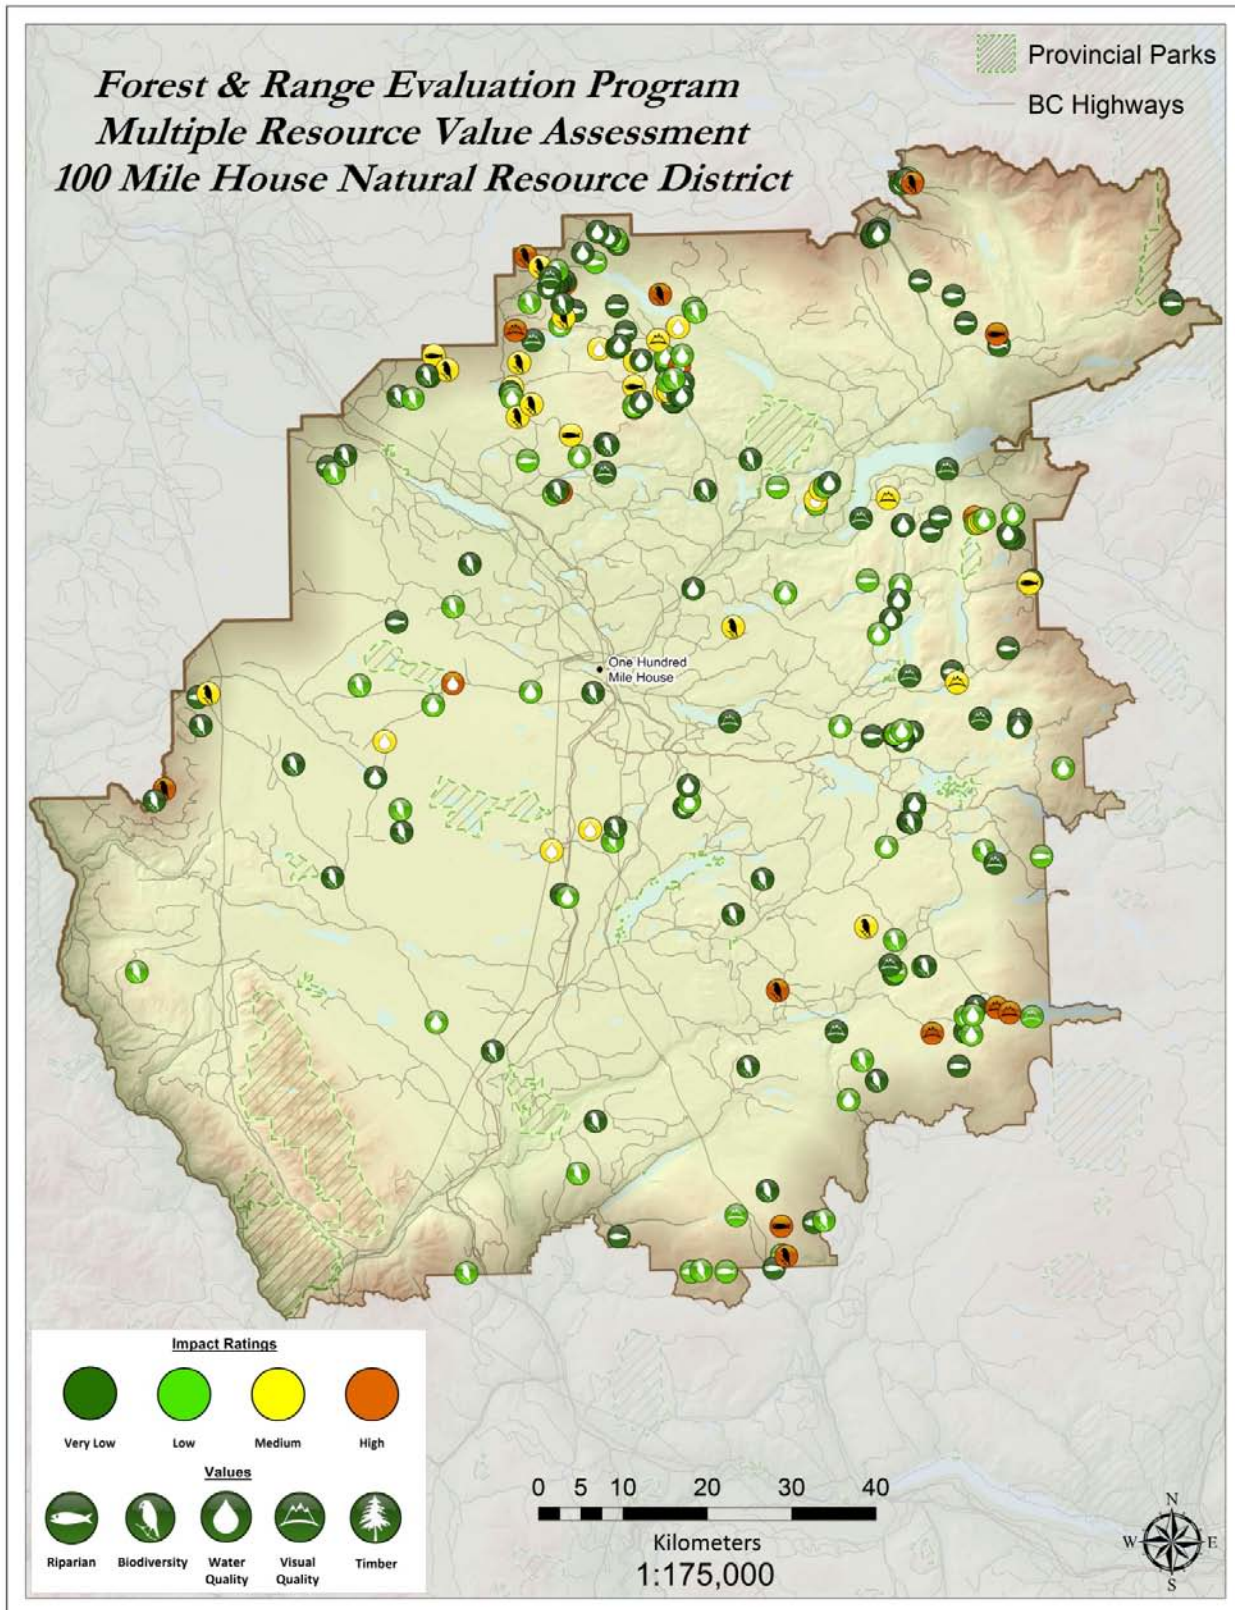 Forest & Range Evaluation Program
Multiple Resource Value Assessment
100 Mile House Natural Resource District
Provincial Parks
BC Highways
One Hundred
Mile House
Impact Ratings
Very Low
Low
Medium
High
Values
Riparian
Biodiversity
Water
Quality
Visual
Quality
Timber
0 5 10 20 30 40
Kilometers
1:175,000
N
W E
S